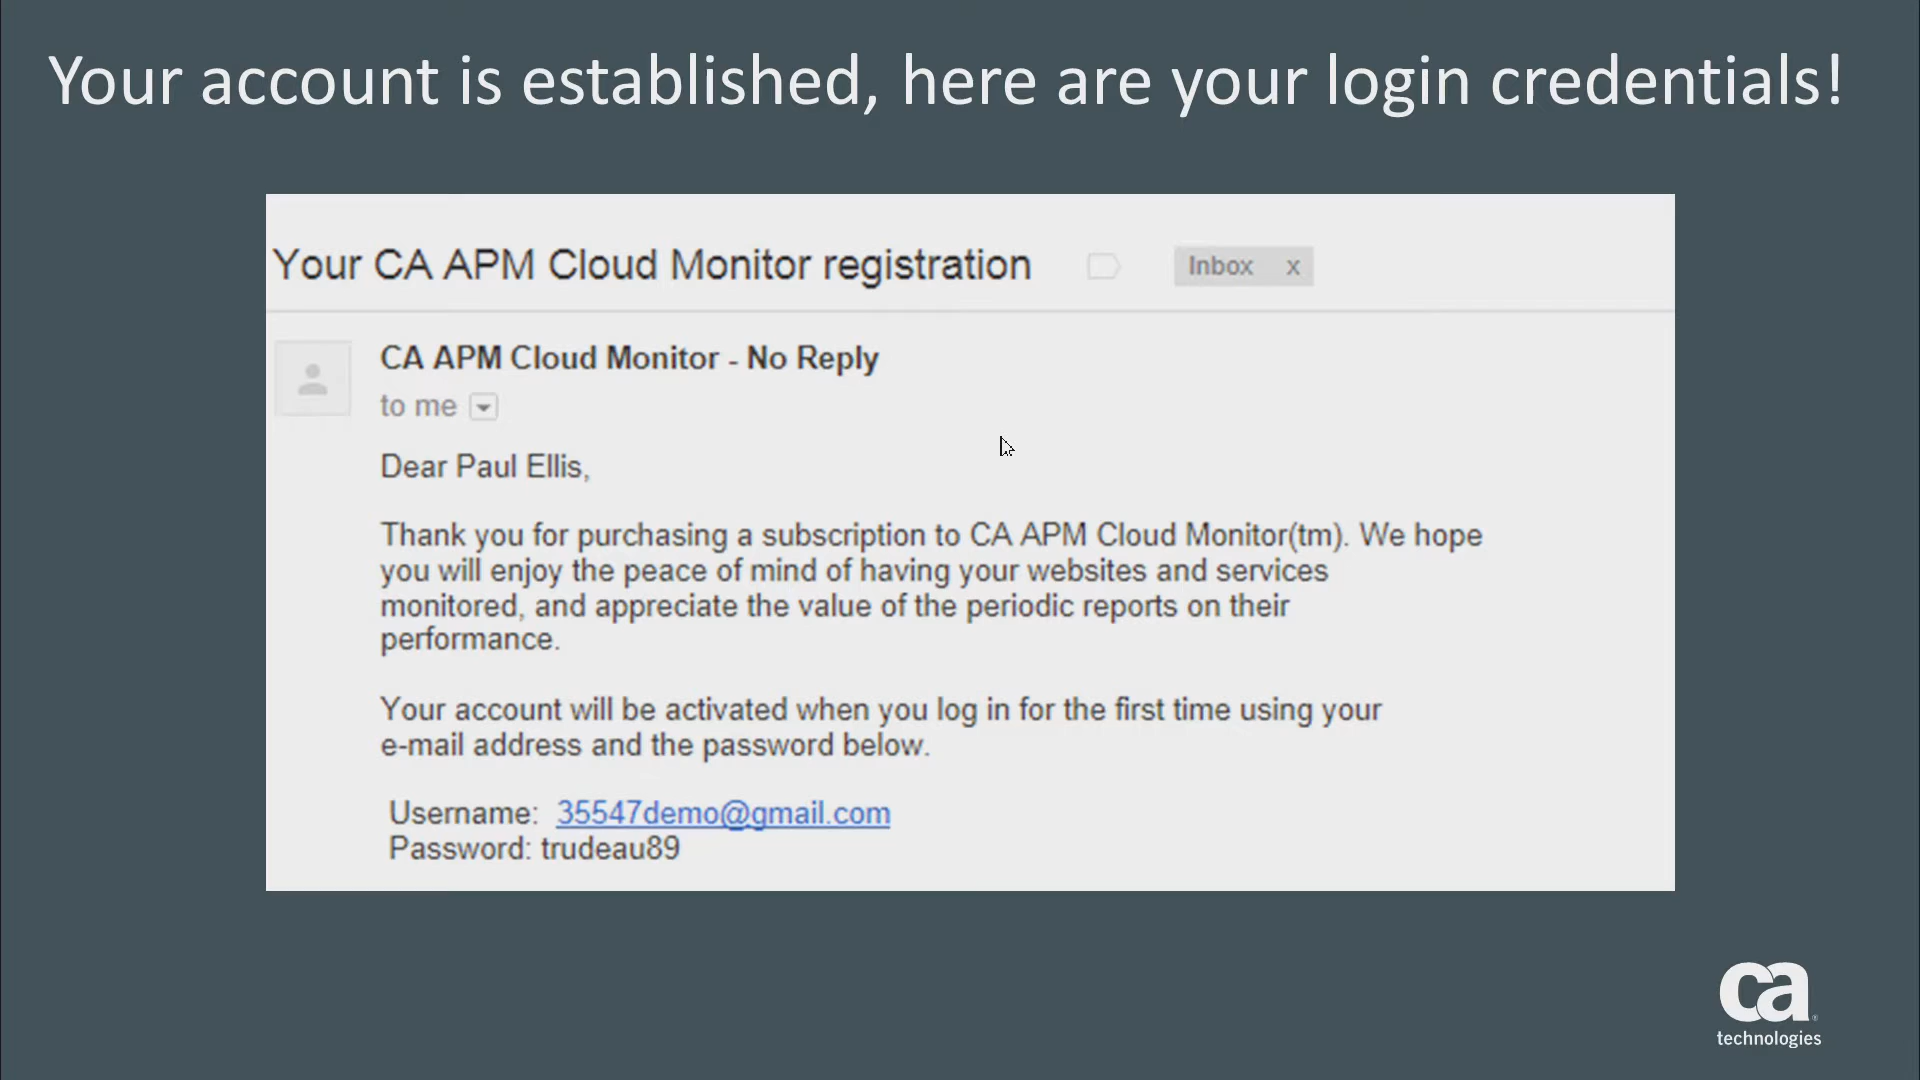 Your account is established, here are your login credentials!
Your CA APM Cloud Monitor registration
Inbox x
CA APM Cloud Monitor - No Reply
to me
Dear Paul Ellis,
Thank you for purchasing a subscription to CA APM Cloud Monitor(tm). We hope
you will enjoy the peace of mind of having your websites and services
monitored, and appreciate the value of the periodic reports on their
performance.
Your account will be activated when you log in for the first time using your
e-mail address and the password below.
Username: 35547demo@gmail.com
Password: trudeau89
ca
technologies